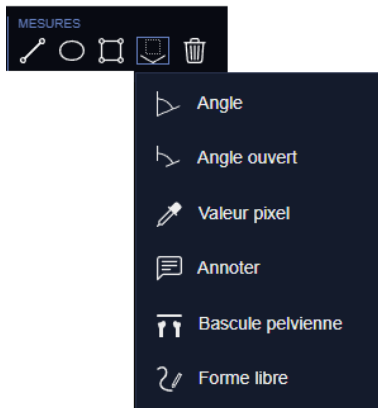 MESURES
Angle
Angle ouvert
Valeur pixel
Annoter
Bascule pelvienne
Forme libre